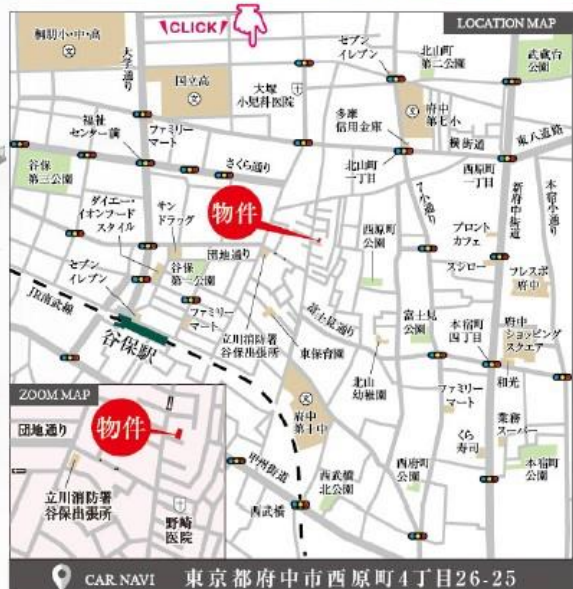 LOCATION MAP
CLICK
桐朋小・中・高
大学通り
国立高
大塚
小児科医院
セブン
イレブン
北山町
第二公園
武蔵台
公園
府中
第七小
多摩
信用金庫
福祉
センター前
ファミリー
マート
さくら通り
北山町
一丁目
横街道
東八道路
谷保
第三公園
西原町
一丁目
ダイエー・
イオンフード
スタイル
サン
ドラッグ
物件
西原町
公園
新府中街道
本宿小通り
フロント
カフェ
スシロー
フレスポ
府中
団地通り
セブン
イレブン
谷保
第一公園
JR南武線
谷保駅
ファミリー
マート
立川消防署
谷保出張所
富士見通り
東保育園
富士見
公園
本宿町
四丁目
府中
ショッピング
スクエア
北山
幼稚園
和光
ファミリー
マート
業務
スーパー
くら
寿司
府中
第十中
西府町
公園
本宿町
公園
西武橋
北公園
甲州街道
西武橋
ZOOM MAP
物件
団地通り
立川消防署
谷保出張所
野崎
医院
CAR NAVI 東京都府中市西原町4丁目26-25